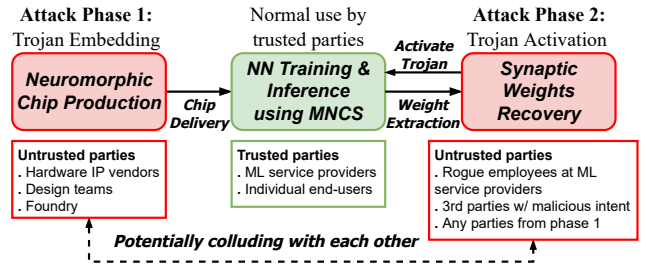 Attack Phase 1:
Trojan Embedding
Normal use by
trusted parties
Attack Phase 2:
Trojan Activation
Neuromorphic
Chip Production
Chip
Delivery
NN Training &
Inference
using MNCS
Activate
Trojan
Weight
Extraction
Synaptic
Weights
Recovery
Untrusted parties
. Hardware IP vendors
. Design teams
. Foundry
Trusted parties
. ML service providers
. Individual end-users
Untrusted parties
. Rogue employees at ML
service providers
. 3rd parties w/ malicious intent
. Any parties from phase 1
Potentially colluding with each other